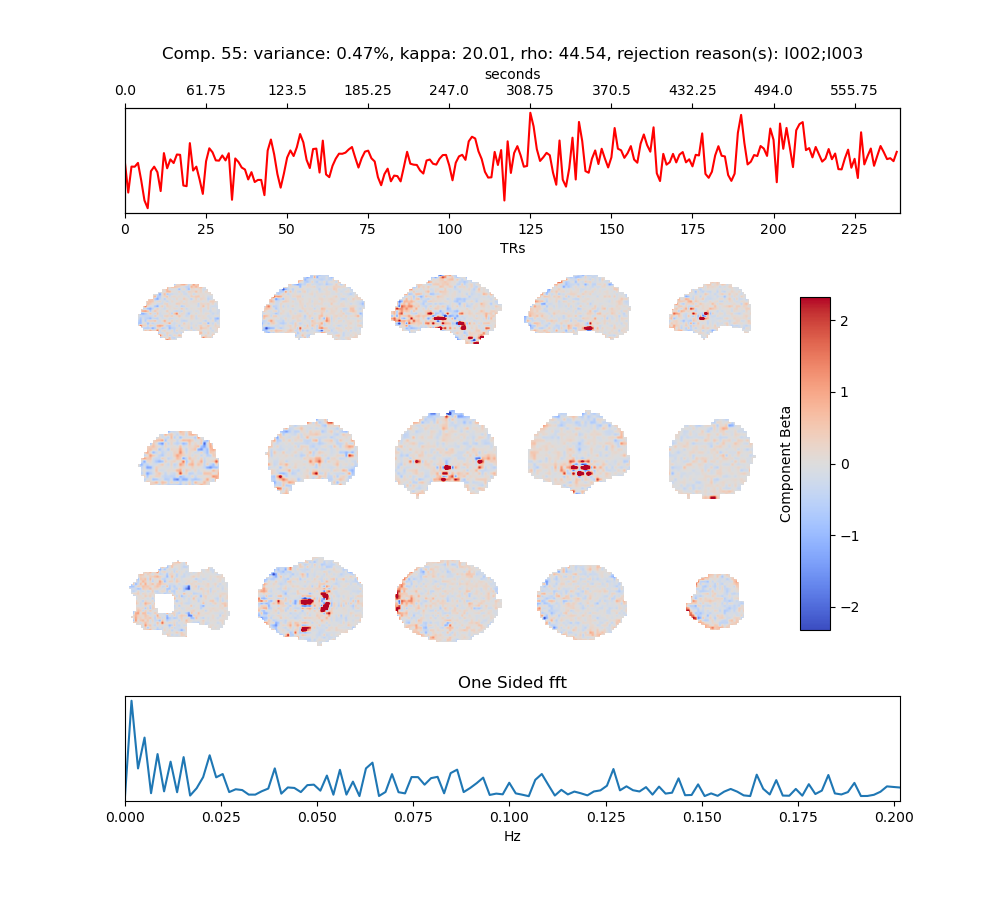 Comp. 55: variance: 0.47%, kappa: 20.01, rho: 44.54, rejection reason(s): I002;I003
seconds
0.0 61.75 123.5 185.25 247.0 308.75 370.5 432.25 494.0 555.75
0 25 50 75 100 125 150 175 200 225
TRs
2
1
0
−1
−2
Component Beta
One Sided fft
0.000 0.025 0.050 0.075 0.100 0.125 0.150 0.175 0.200
Hz